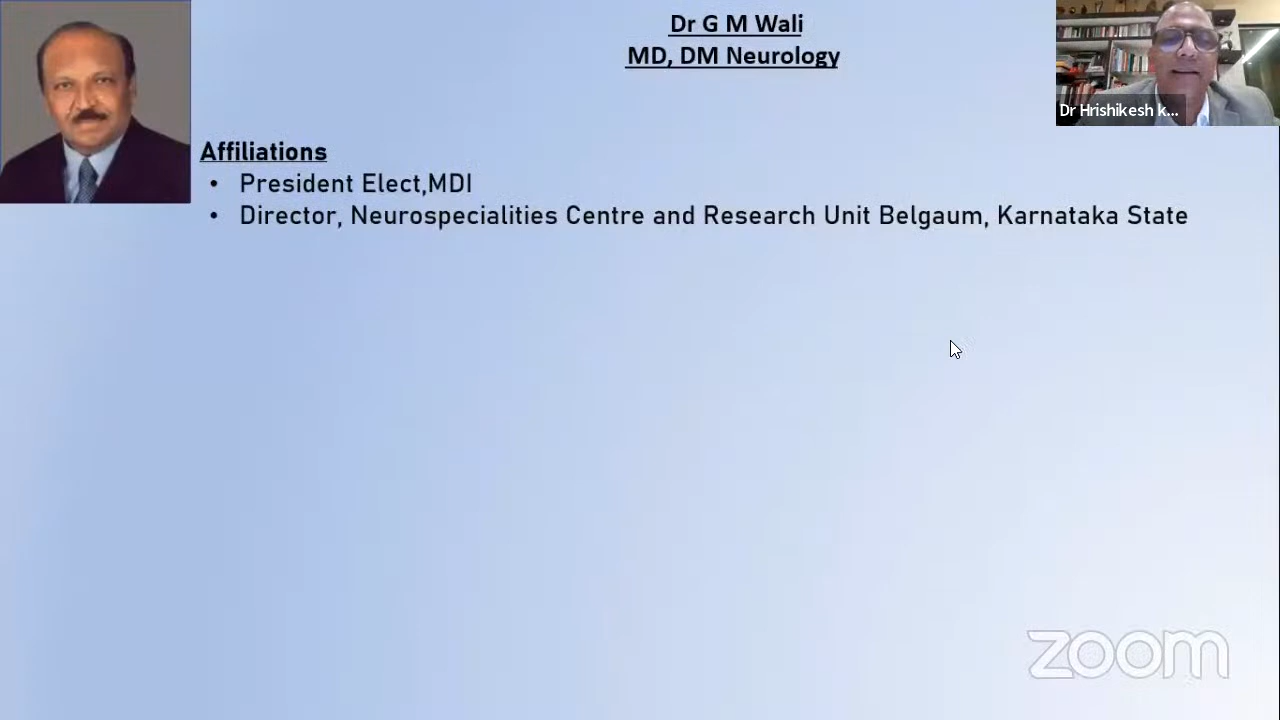 Dr G M Wali
MD, DM Neurology
Dr Hrishikesh k...
Affiliations
• President Elect,MDI
• Director, Neurospecialities Centre and Research Unit Belgaum, Karnataka State
zoom